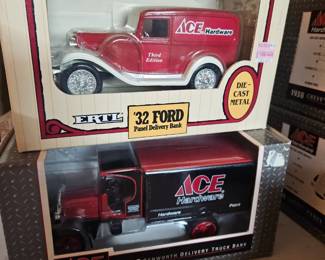 ACE
Hardware
Third
Edition
DIE-
CAST
METAL
ERTL
'32 FORD
Panel Delivery Bank
ACE
Hardware
Hardware
Paint
KENWORTH DELIVERY TRUCK BANK